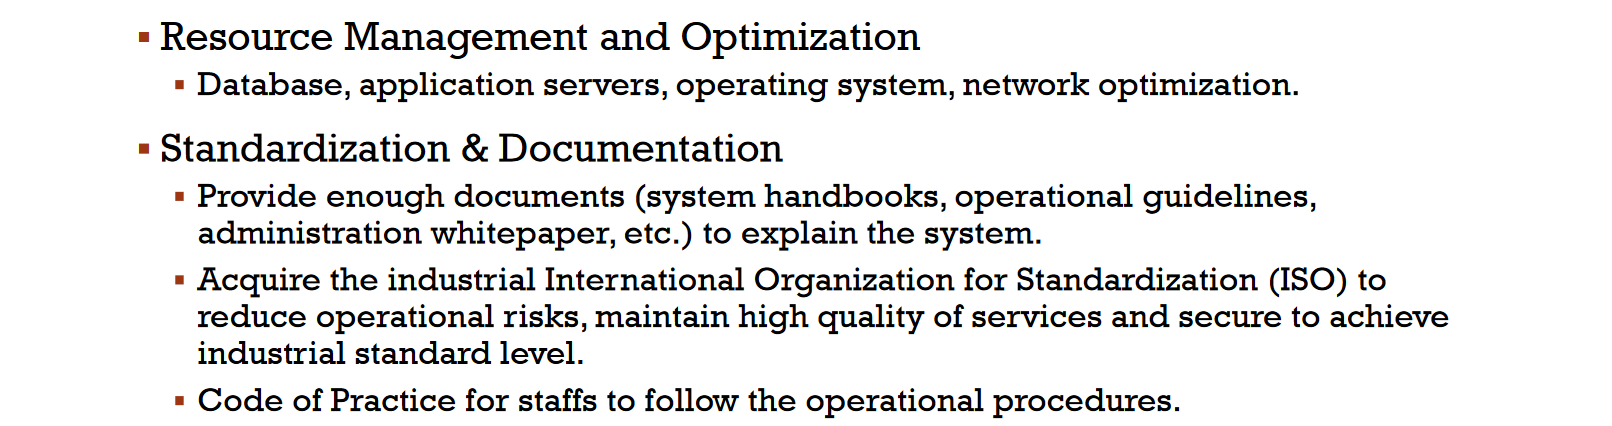 ▪ Resource Management and Optimization
▪ Database, application servers, operating system, network optimization.
▪ Standardization & Documentation
▪ Provide enough documents (system handbooks, operational guidelines,
administration whitepaper, etc.) to explain the system.
▪ Acquire the industrial International Organization for Standardization (ISO) to
reduce operational risks, maintain high quality of services and secure to achieve
industrial standard level.
▪ Code of Practice for staffs to follow the operational procedures.